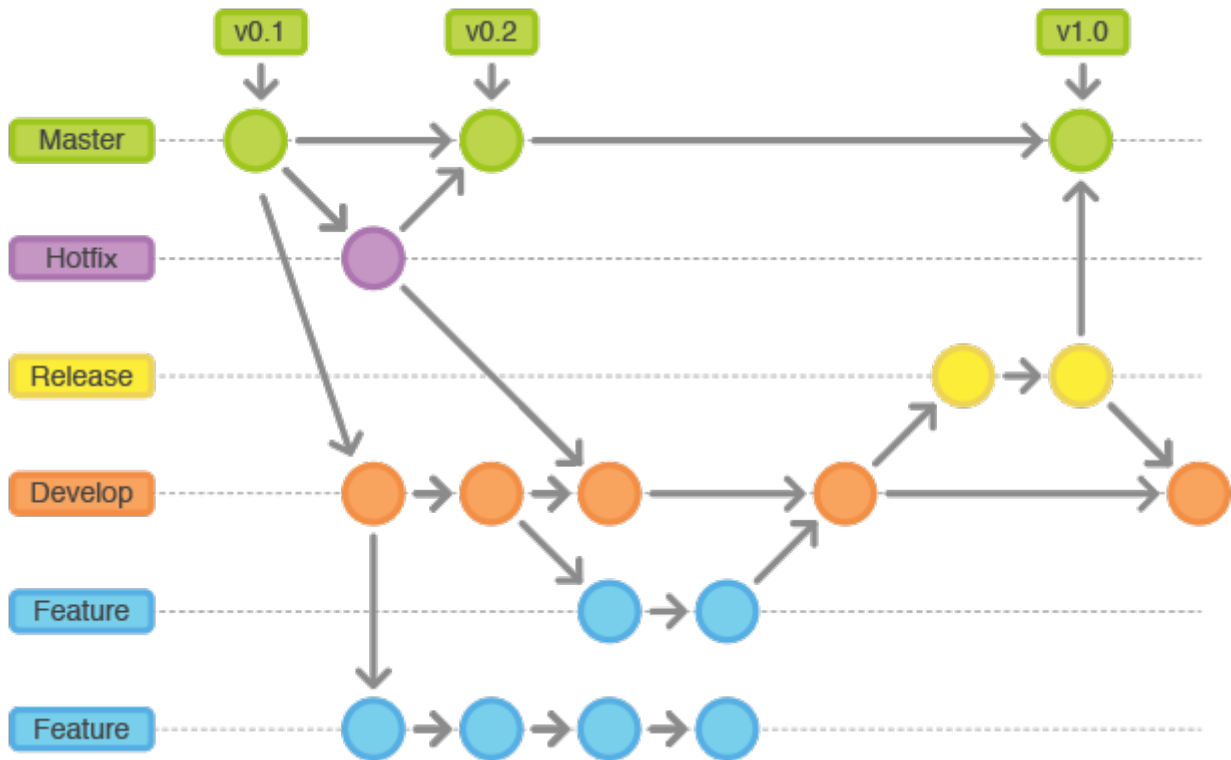 v0.1
v0.2
v1.0
Master
Hotfix
Release
Develop
Feature
Feature